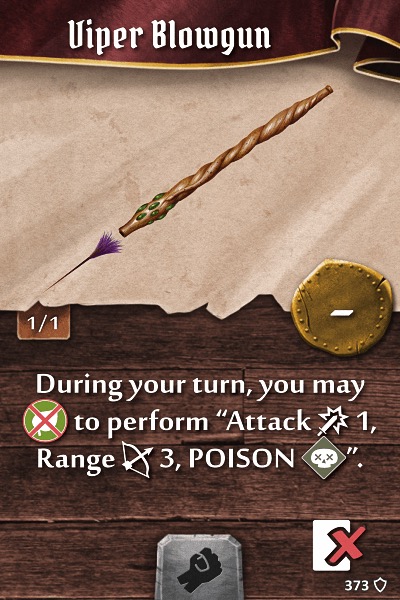 Viper Blowgun
1/1
-
During your turn, you may
to perform “Attack 1,
Range 3, POISON ”.
373